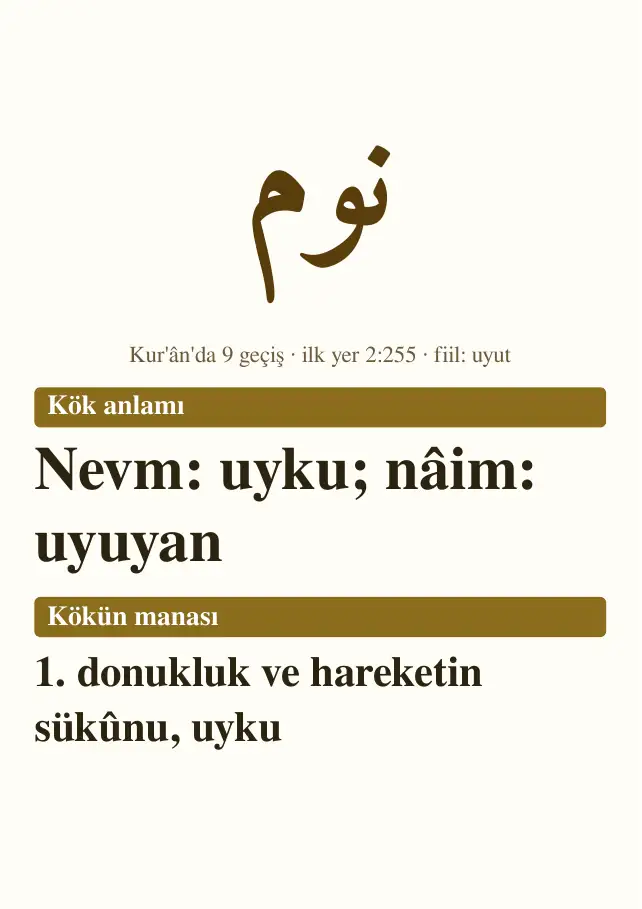 نوم
Kur'ân'da 9 geçiş · ilk yer 2:255 · fiil: uyut
Kök anlamı
Nevm: uyku; nâim:
uyuyan
Kökün manası
1. donukluk ve hareketin
sükûnu, uyku